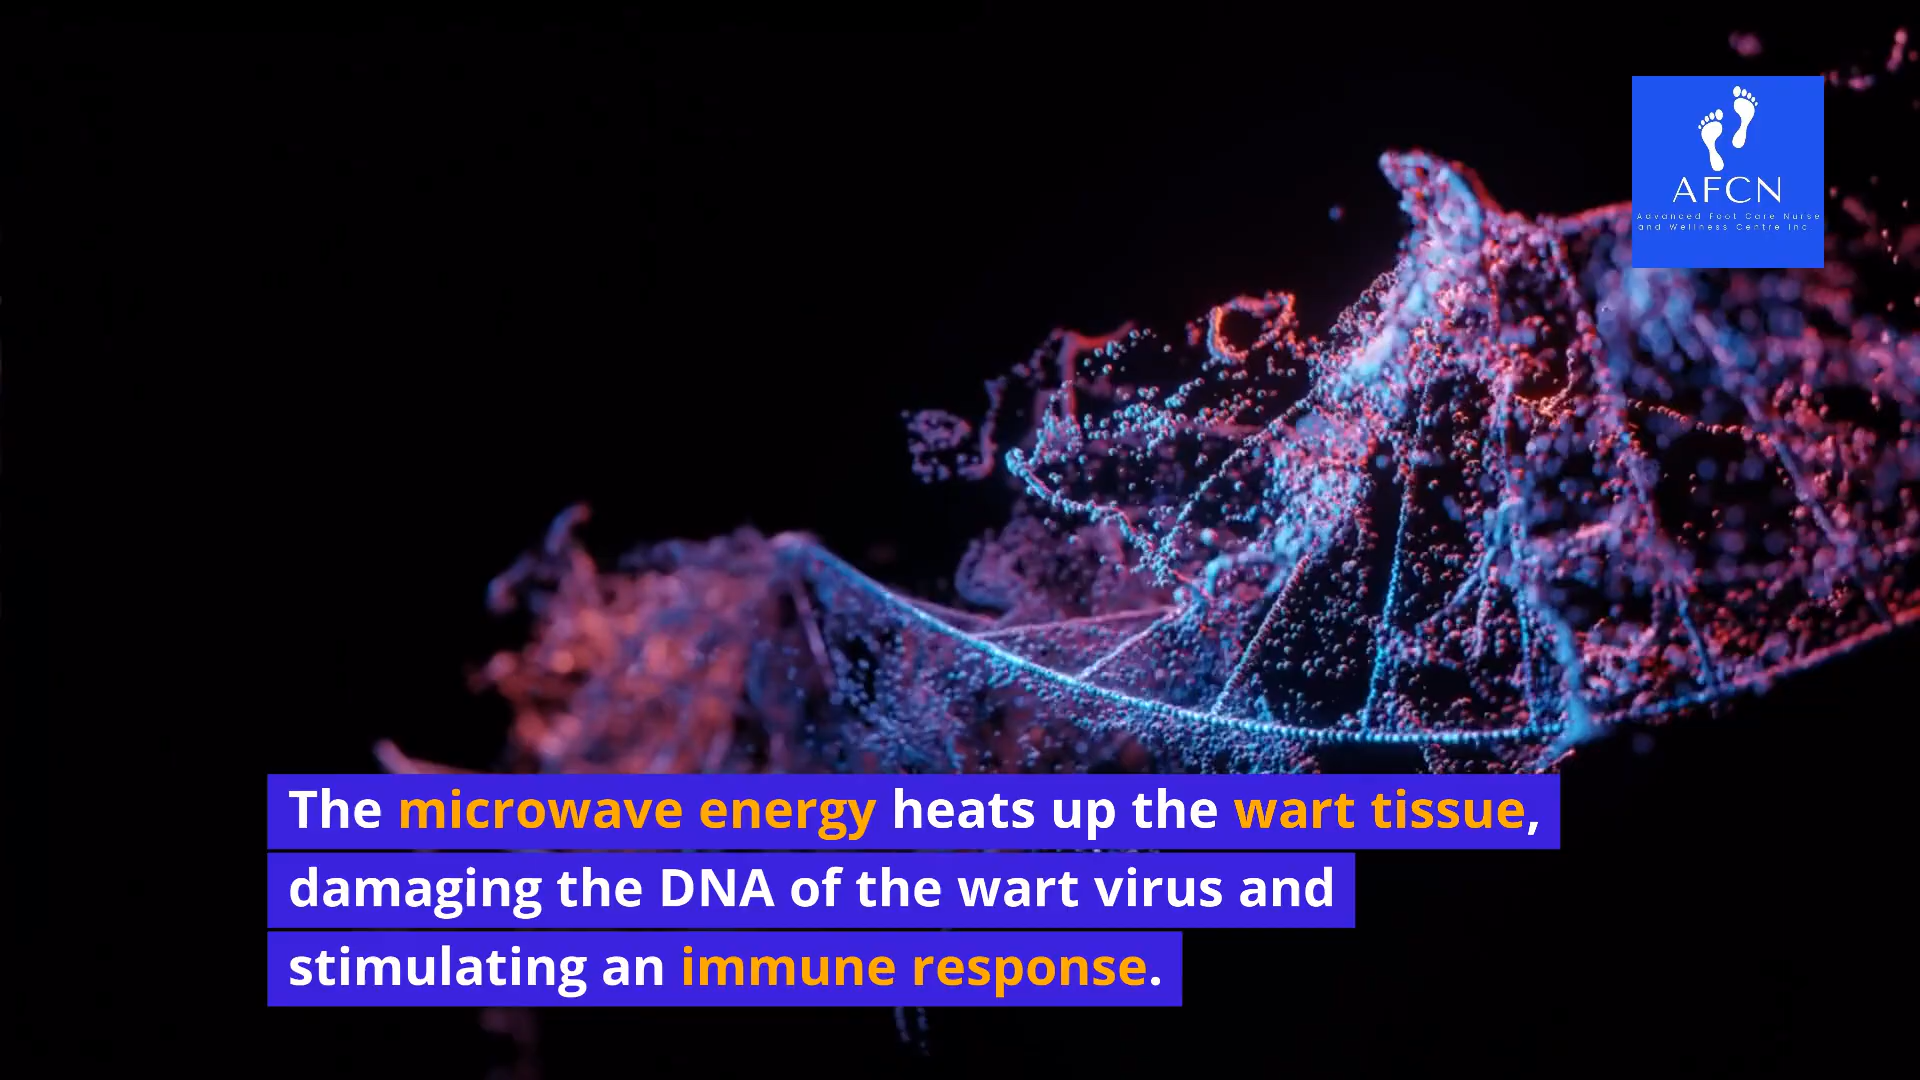 AFCN
Advanced Foot Care Nurse
and Wellness Centre Inc
The microwave energy heats up the wart tissue,
damaging the DNA of the wart virus and
stimulating an immune response.